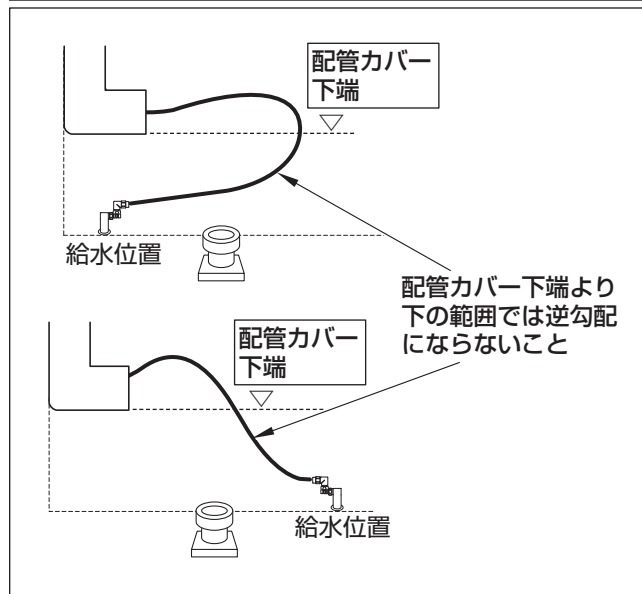 配管カバー
下端
給水位置
配管カバー下端より
下の範囲では逆勾配
にならないこと
配管カバー
下端
給水位置